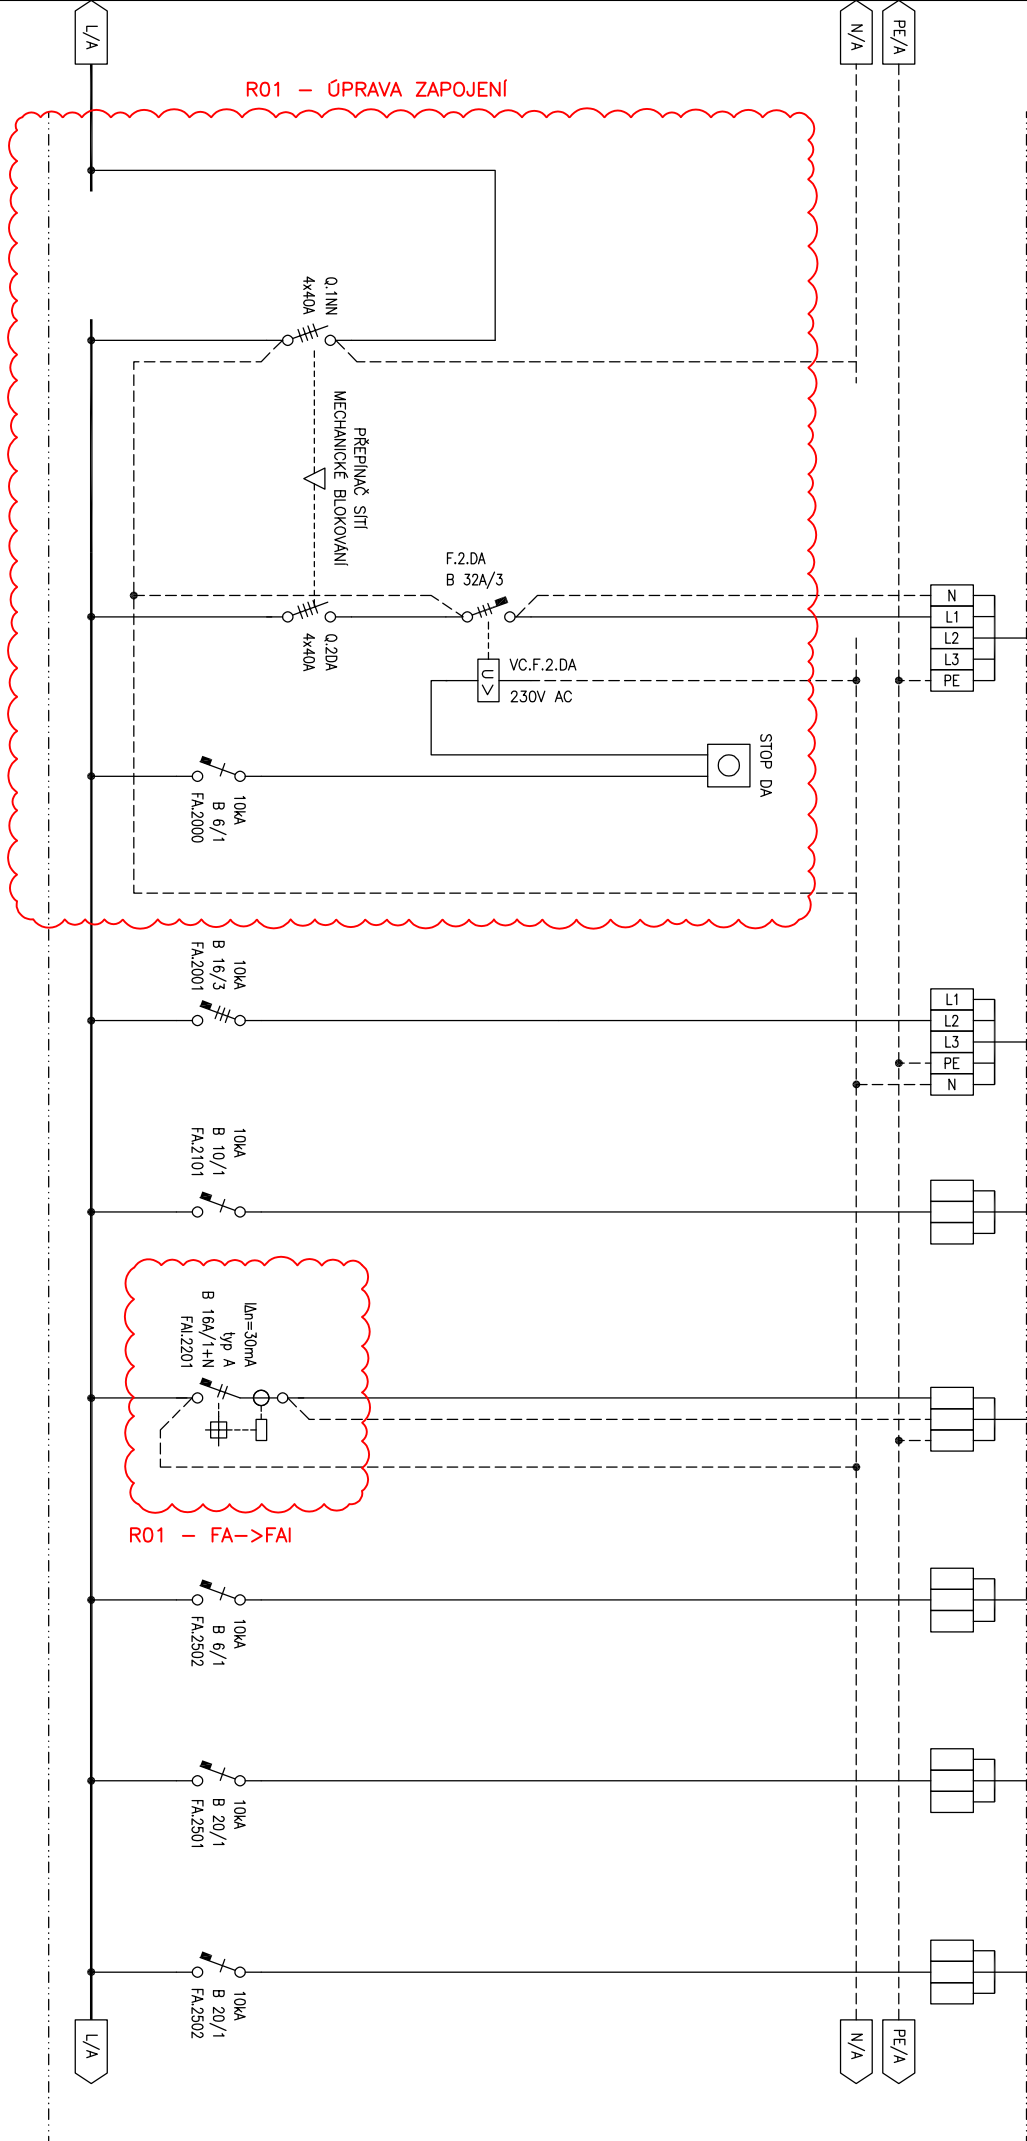 L/A
N/A
PE/A
R01 – ÚPRAVA ZAPOJENÍ
Q.1NN
4x40A
PŘEPÍNAČ SÍTÍ
MECHANICKÉ BLOKOVÁNÍ
F.2.DA
B 32A/3
N
L1
L2
L3
PE
Q.2DA
4x40A
VC.F.2.DA
230V AC
U >
STOP DA
10kA
B 6/1
FA.2000
10kA
B 16/3
FA.2001
L1
L2
L3
PE
N
10kA
B 10/1
FA.2101
IΔn=30mA
typ A
B 16A/1+N
FAI.2201
R01 – FA–>FAI
10kA
B 6/1
FA.2502
10kA
B 20/1
FA.2501
10kA
B 20/1
FA.2502
L/A
N/A
PE/A